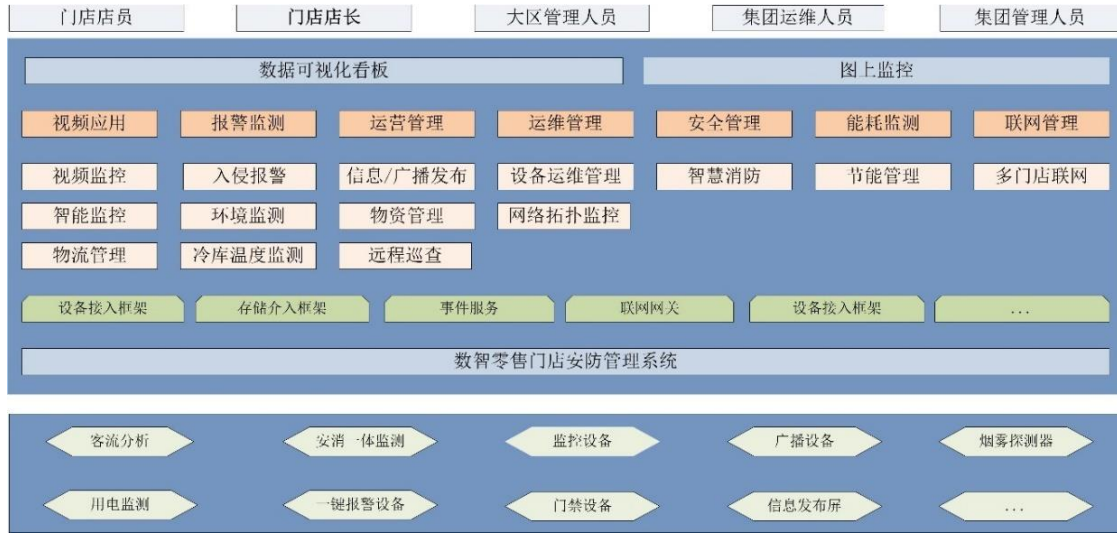 门店店员 门店店长 大区管理人员 集团运维人员 集团管理人员
数据可视化看板 图上监控
视频应用 报警监测 运营管理 运维管理 安全管理 能耗监测 联网管理
视频监控 入侵报警 信息/广播发布 设备运维管理 智慧消防 节能管理 多门店联网
智能监控 环境监测 物资管理 网络拓扑监控
物流管理 冷库温度监测 远程巡查
设备接入框架 存储介入框架 事件服务 联网网关 设备接入框架 ...
数智零售门店安防管理系统
客流分析 安消一体监测 监控设备 广播设备 烟雾探测器
用电监测 一键报警设备 门禁设备 信息发布屏 ...